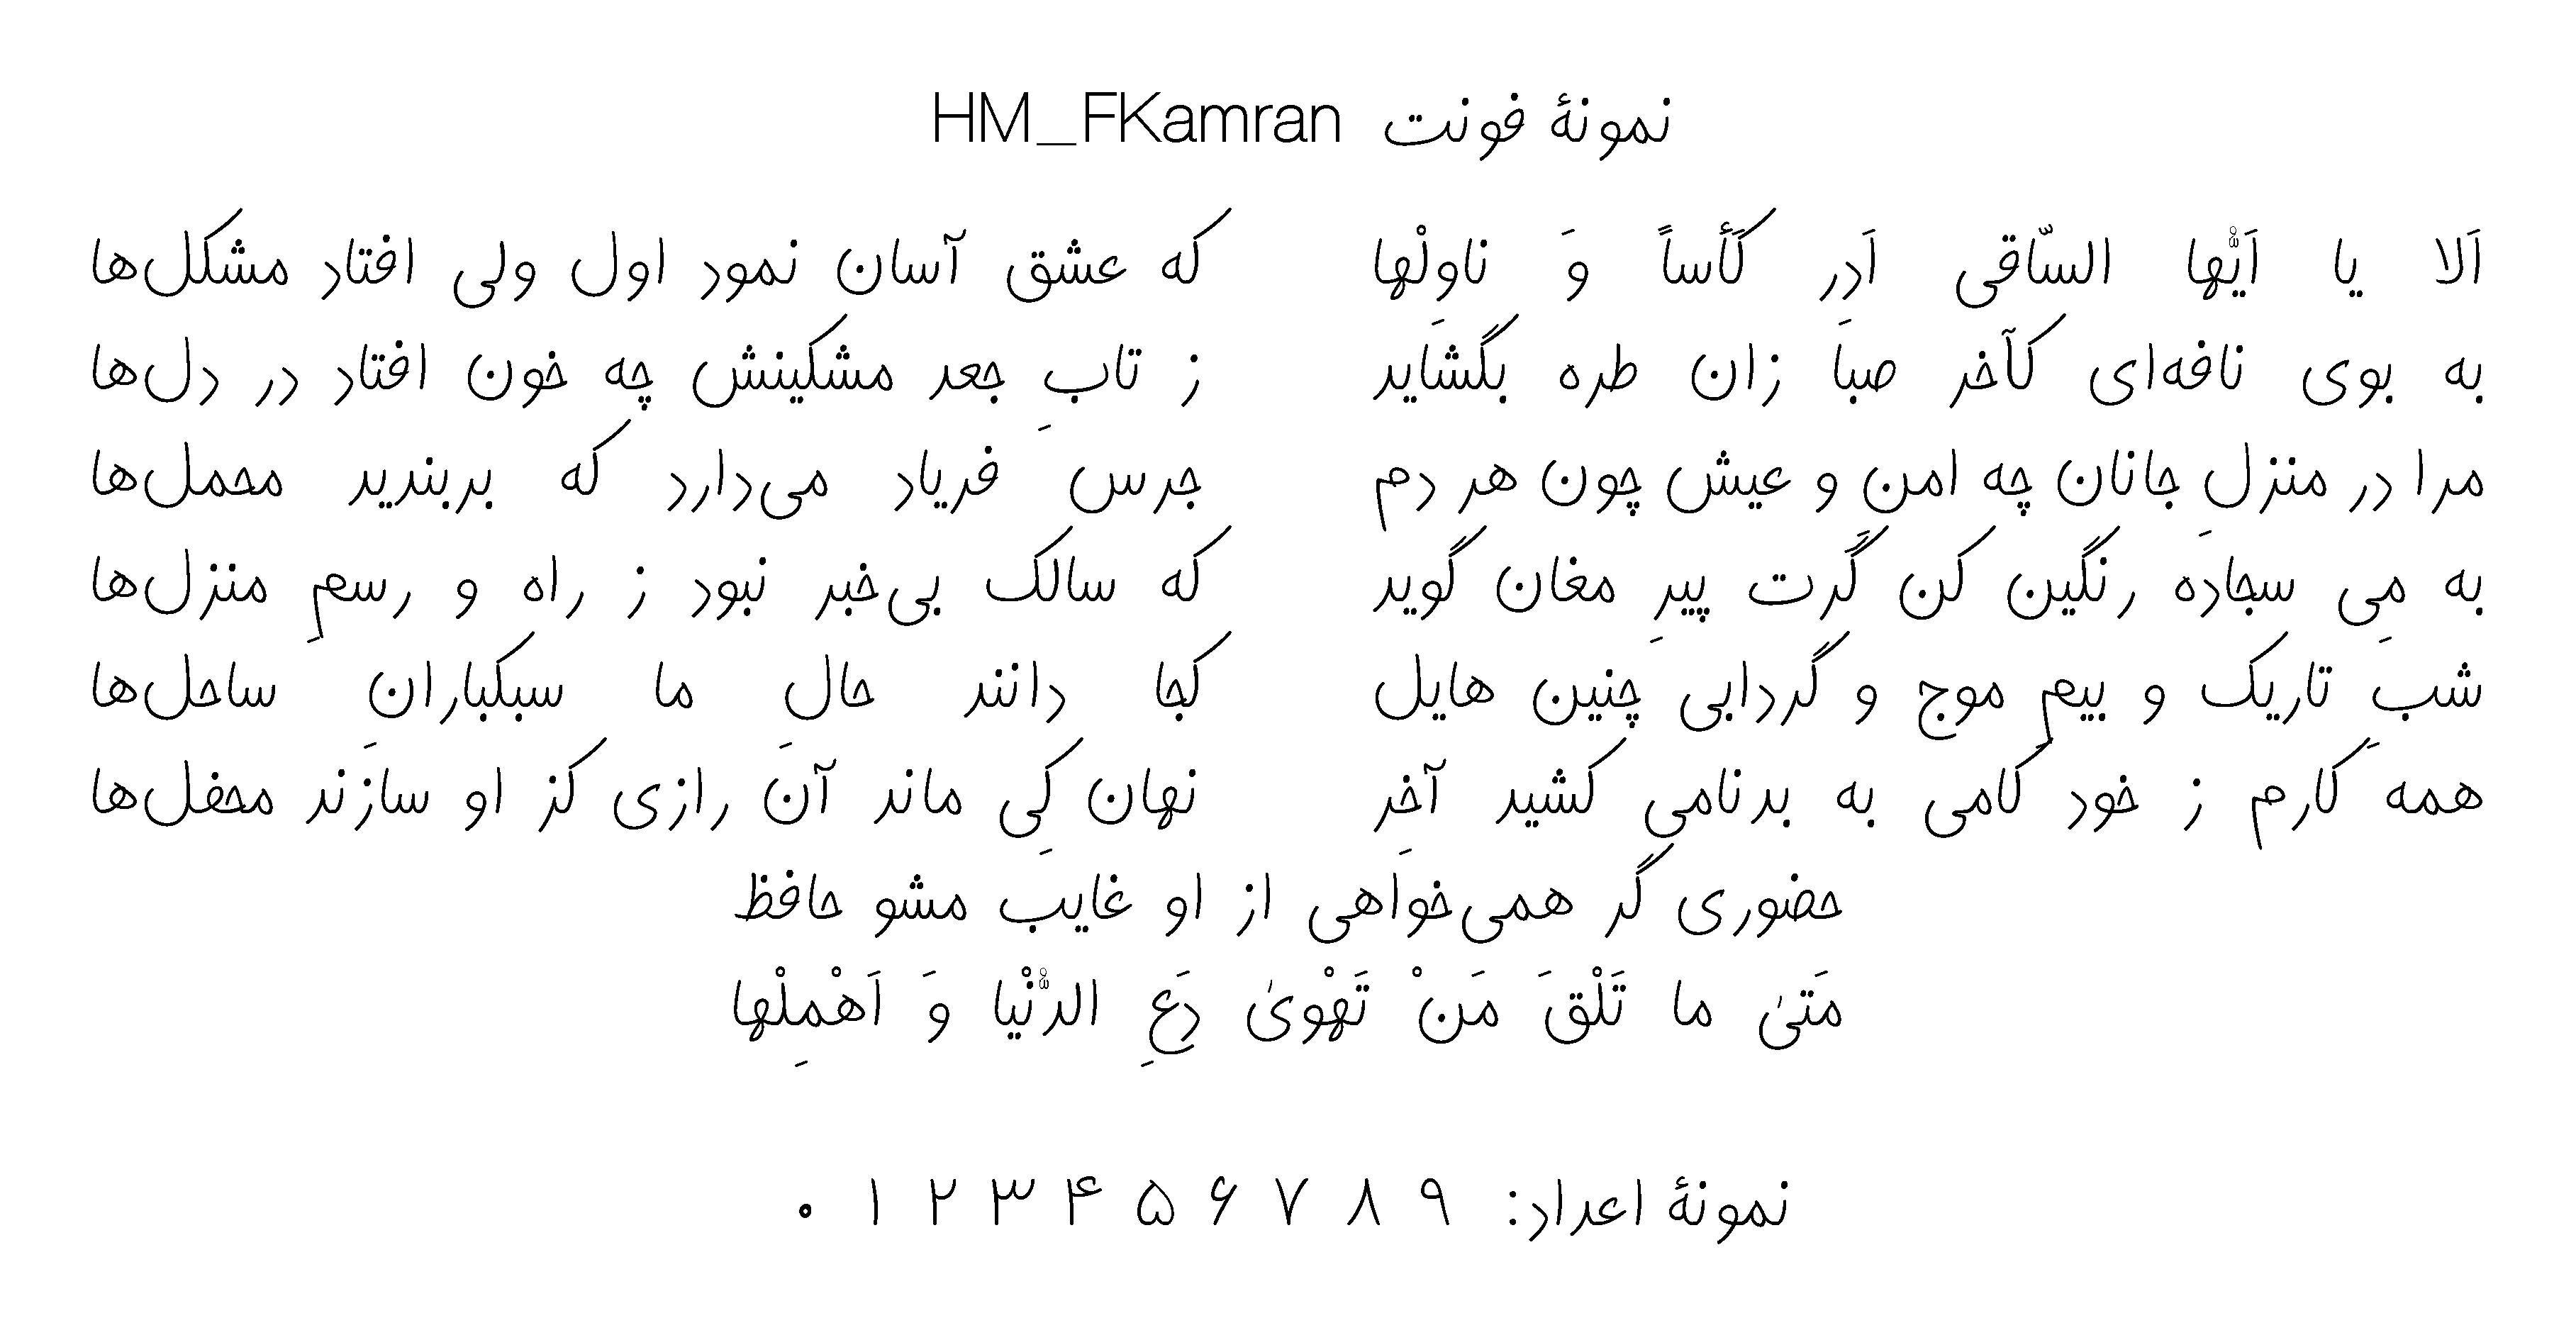 نمونهٔ فونت HM_FKamran
اَلا یا اَیُّها السّاقی اَدِر کَأساً وَ ناوِلْها که عشق آسان نمود اول ولی افتاد مشکل‌ها
به بوی نافه‌ای کآخر صبا زان طره بگشاید ز تابِ جعد مشکینش چه خون افتاد در دل‌ها
مرا در منزلِ جانان چه امن و عیش چون هر دم جرس فریاد می‌دارد که بربندید محمل‌ها
به مِی سجاده رنگین کن گَرت پیرِ مغان گوید که سالک بی‌خبر نبود ز راه و رسمِ منزل‌ها
شبِ تاریک و بیمِ موج و گردابی چنین هایل کجا دانند حالِ ما سبکبارانِ ساحل‌ها
همه کارم ز خود کامی به بدنامی کشید آخِر نهان کِی ماند آن رازی کز او سازند محفل‌ها
حضوری گر همی‌خواهی از او غایب مشو حافظ
مَتیٰ ما تَلْقَ مَنْ تَهْویٰ دَعِ الدُّنْیا وَ اَهْمِلْها
نمونهٔ اعداد: ۹ ۸ ۷ ۶ ۵ ۴ ۳ ۲ ۱ ۰